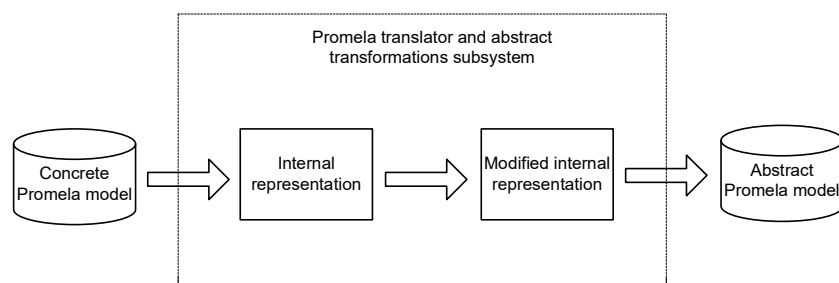 Promela translator and abstract
transformations subsystem
Concrete
Promela model
Internal
representation
Modified internal
representation
Abstract
Promela model